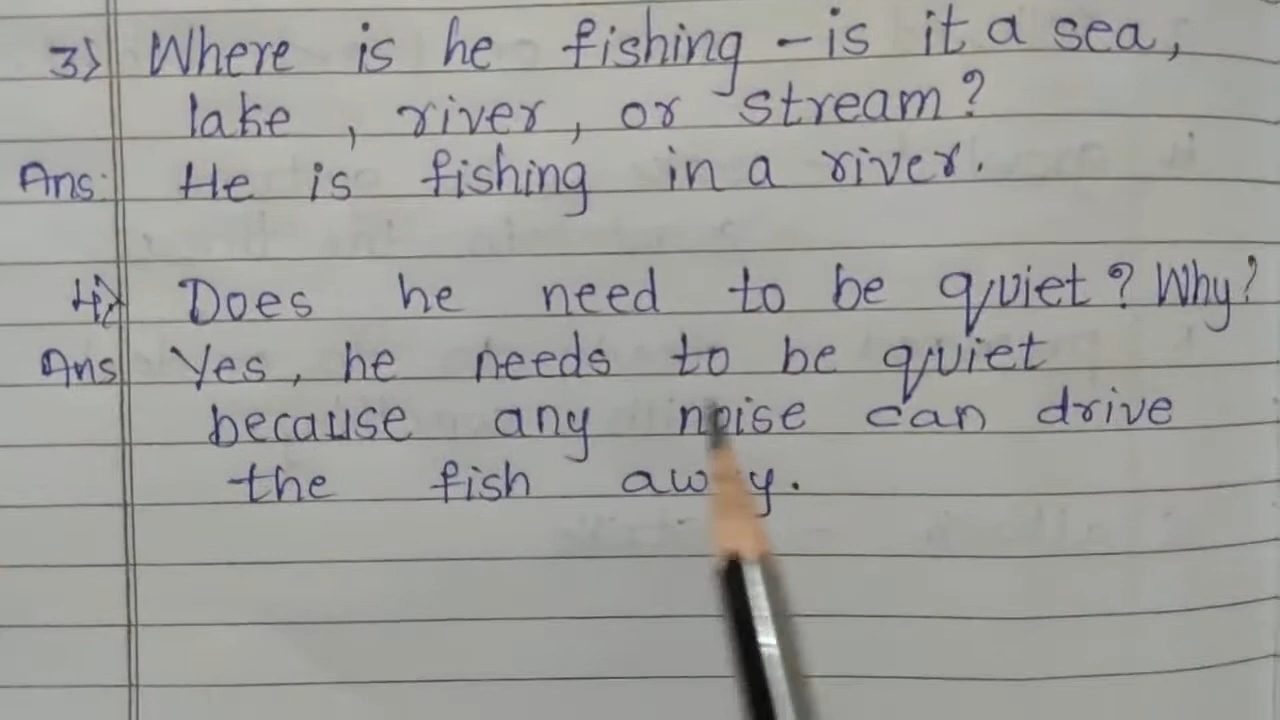 3) Where is he fishing - is it a sea,
lake, river, or stream?
Ans: He is fishing in a river.
4) Does he need to be quiet? Why?
Ans Yes, he needs to be quiet
because any noise can drive
the fish away.